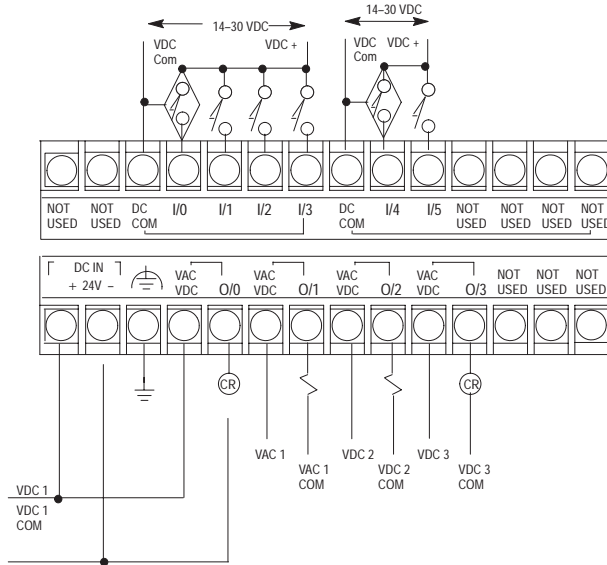 14–30 VDC
14–30 VDC
VDC
Com
VDC +
VDC
Com
VDC +
NOT
USED
NOT
USED
DC
COM
I/0
I/1
I/2
I/3
DC
COM
I/4
I/5
NOT
USED
NOT
USED
NOT
USED
NOT
USED
DC IN
+ 24V –
VAC
VDC
O/0
VAC
VDC
O/1
VAC
VDC
O/2
VAC
VDC
O/3
NOT
USED
NOT
USED
NOT
USED
CR
CR
VAC 1
VAC 1
COM
VDC 2
VDC 2
COM
VDC 3
VDC 3
COM
VDC 1
VDC 1
COM